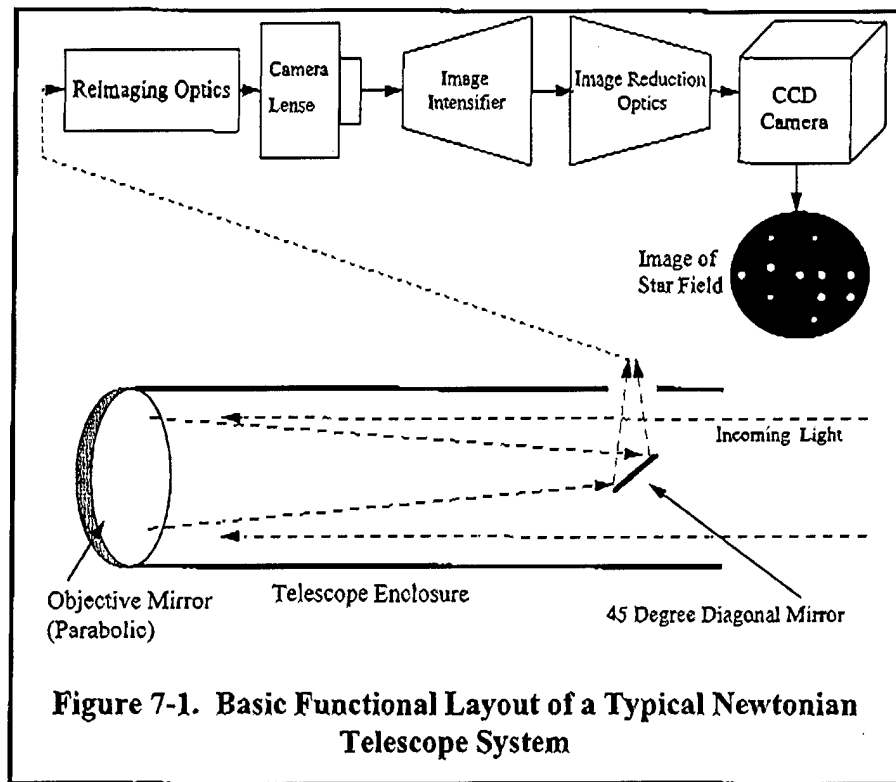 ReImaging Optics
Camera
Lense
Image
Intensifier
Image Reduction
Optics
CCD
Camera
Image of
Star Field
Incoming Light
Objective Mirror
(Parabolic)
Telescope Enclosure
45 Degree Diagonal Mirror
Figure 7-1. Basic Functional Layout of a Typical Newtonian
Telescope System